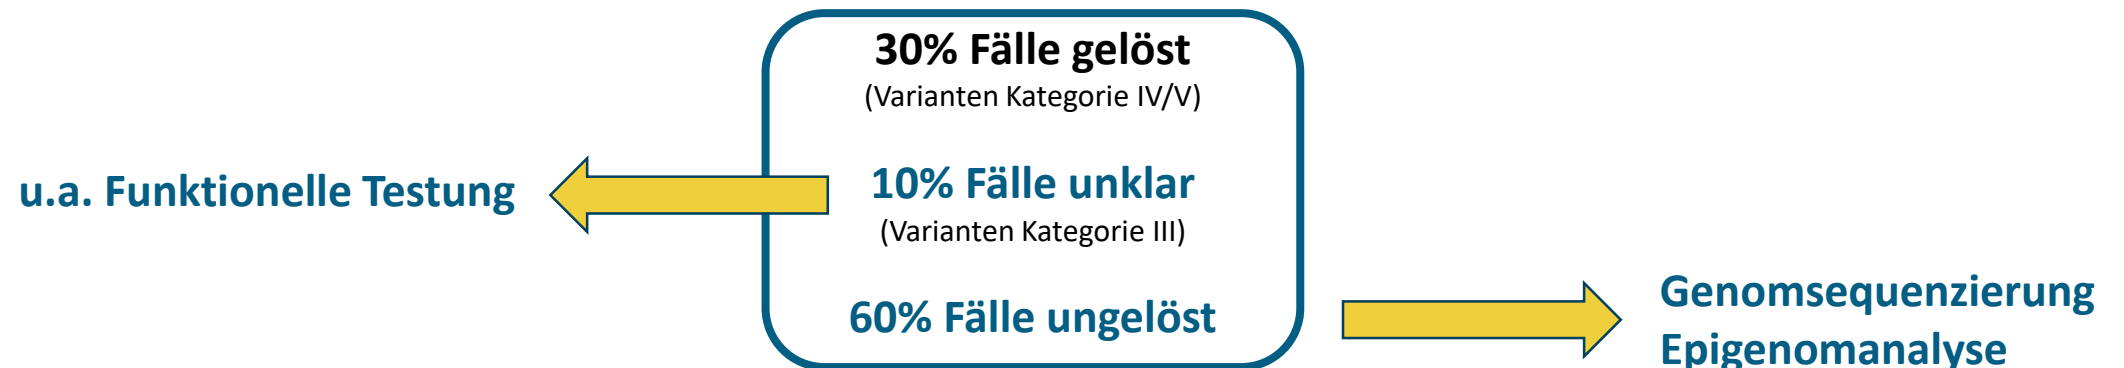 30% Fälle gelöst
(Varianten Kategorie IV/V)
u.a. Funktionelle Testung
10% Fälle unklar
(Varianten Kategorie III)
60% Fälle ungelöst
Genomsequenzierung
Epigenomanalyse